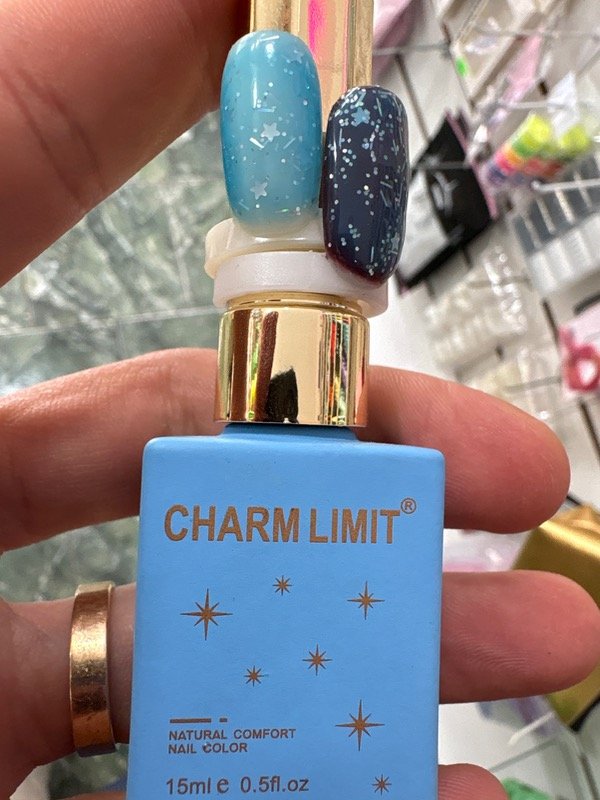 CHARM LIMIT®
NATURAL COMFORT
NAIL COLOR
15ml e 0.5fl.oz